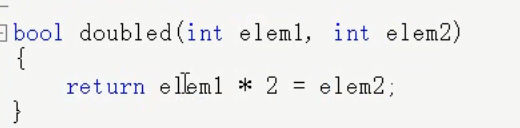 bool doubled(int elem1, int elem2)
{
return elem1 * 2 = elem2;
}